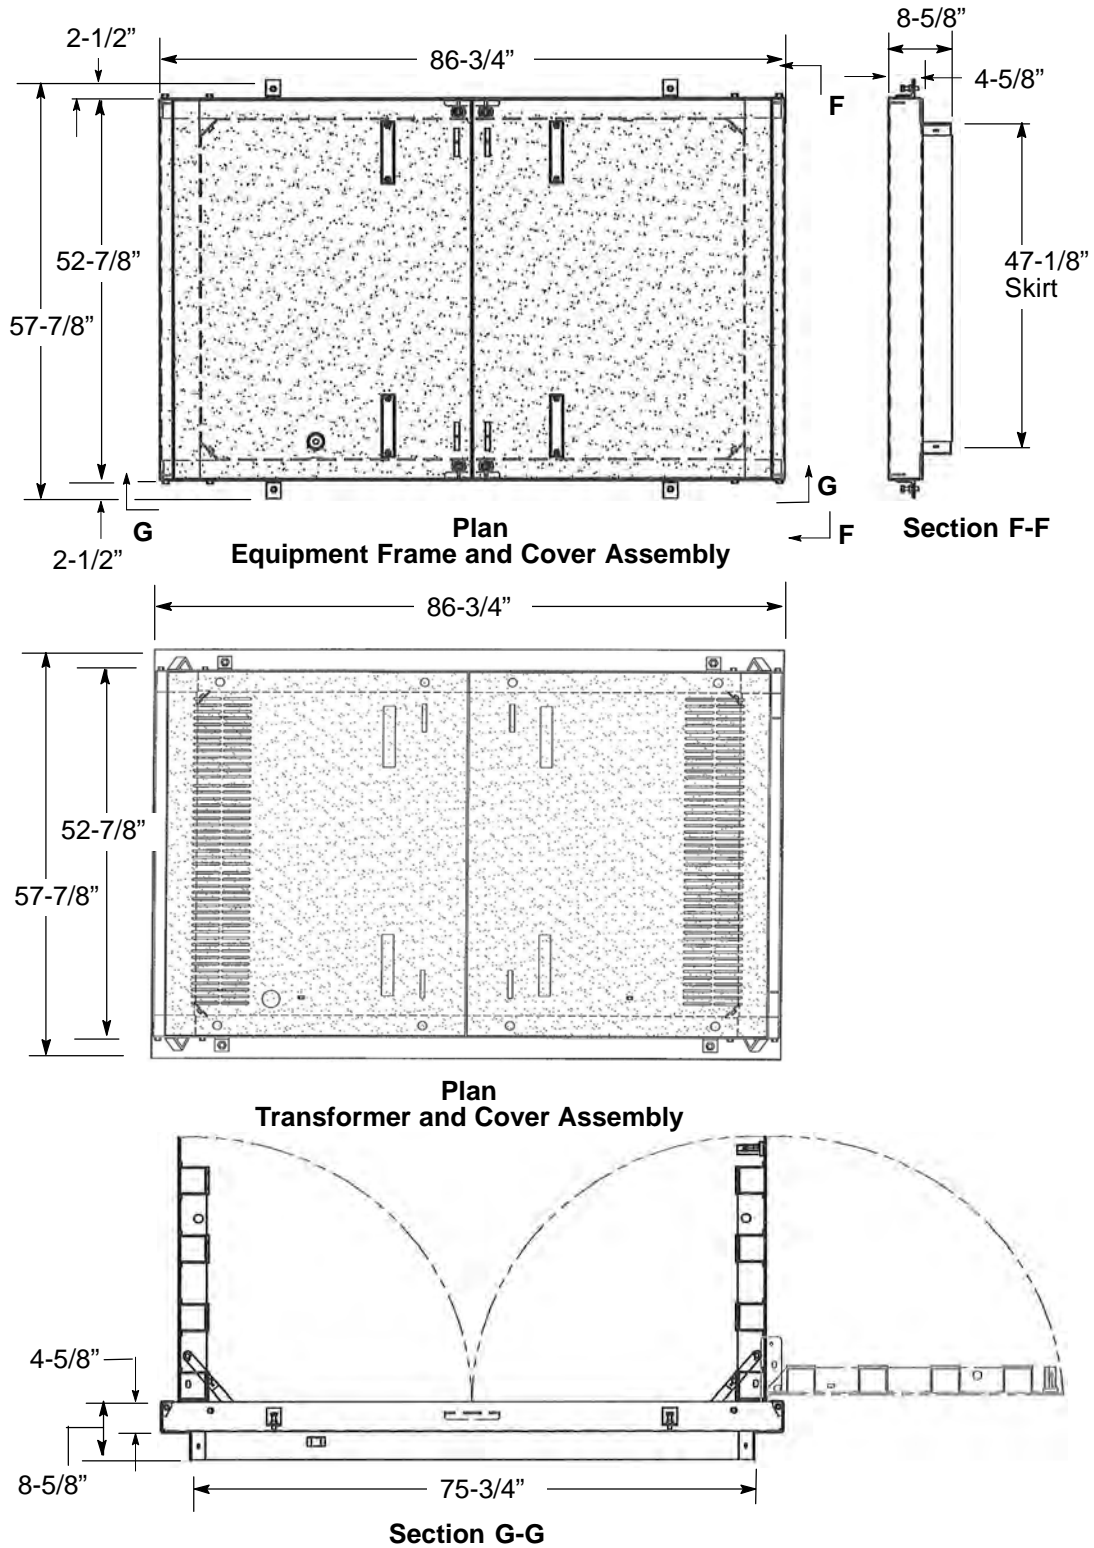 8-5/8”
2-1/2”
86-3/4”
4-5/8”
F
52-7/8”
47-1/8”
Skirt
57-7/8”
G
G
F
2-1/2”
Plan
Equipment Frame and Cover Assembly
Section F-F
86-3/4”
52-7/8”
57-7/8”
Plan
Transformer and Cover Assembly
4-5/8”
8-5/8”
75-3/4”
Section G-G